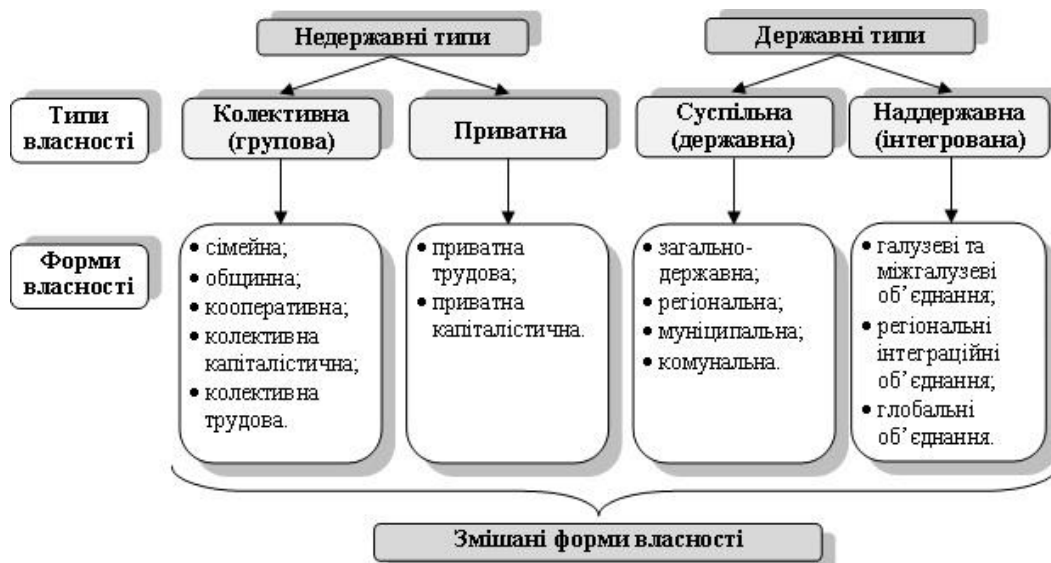 Недержавні типи
Державні типи
Типи
власності
Колективна
(групова)
Приватна
Суспільна
(державна)
Наддержавна
(інтегрована)
Форми
власності
• сімейна;
• общинна;
• кооперативна;
• колективна
капіталістична;
• колективна
трудова.
• приватна
трудова;
• приватна
капіталістична.
• загально-
державна;
• регіональна;
• муніципальна;
• комунальна.
• галузеві та
міжгалузеві
об’єднання;
• регіональні
інтеграційні
об’єднання;
• глобальні
об’єднання.
Змішані форми власності